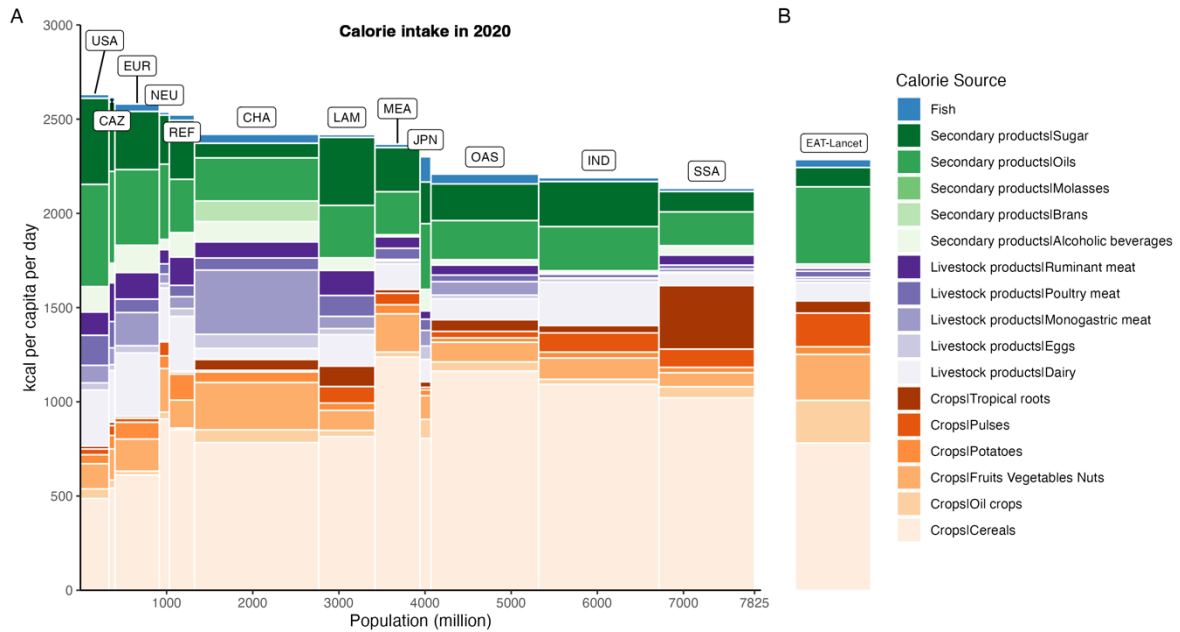 A
B
Calorie intake in 2020
3000
2500
2000
1500
1000
500
0
kcal per capita per day
USA
EUR
CAZ
NEU
REF
CHA
LAM
MEA
JPN
OAS
IND
SSA
EAT-Lancet
1000
2000
3000
4000
5000
6000
7000
7825
Population (million)
Calorie Source
Fish
Secondary products|Sugar
Secondary products|Oils
Secondary products|Molasses
Secondary products|Brans
Secondary products|Alcoholic beverages
Livestock products|Ruminant meat
Livestock products|Poultry meat
Livestock products|Monogastric meat
Livestock products|Eggs
Livestock products|Dairy
Crops|Tropical roots
Crops|Pulses
Crops|Potatoes
Crops|Fruits Vegetables Nuts
Crops|Oil crops
Crops|Cereals